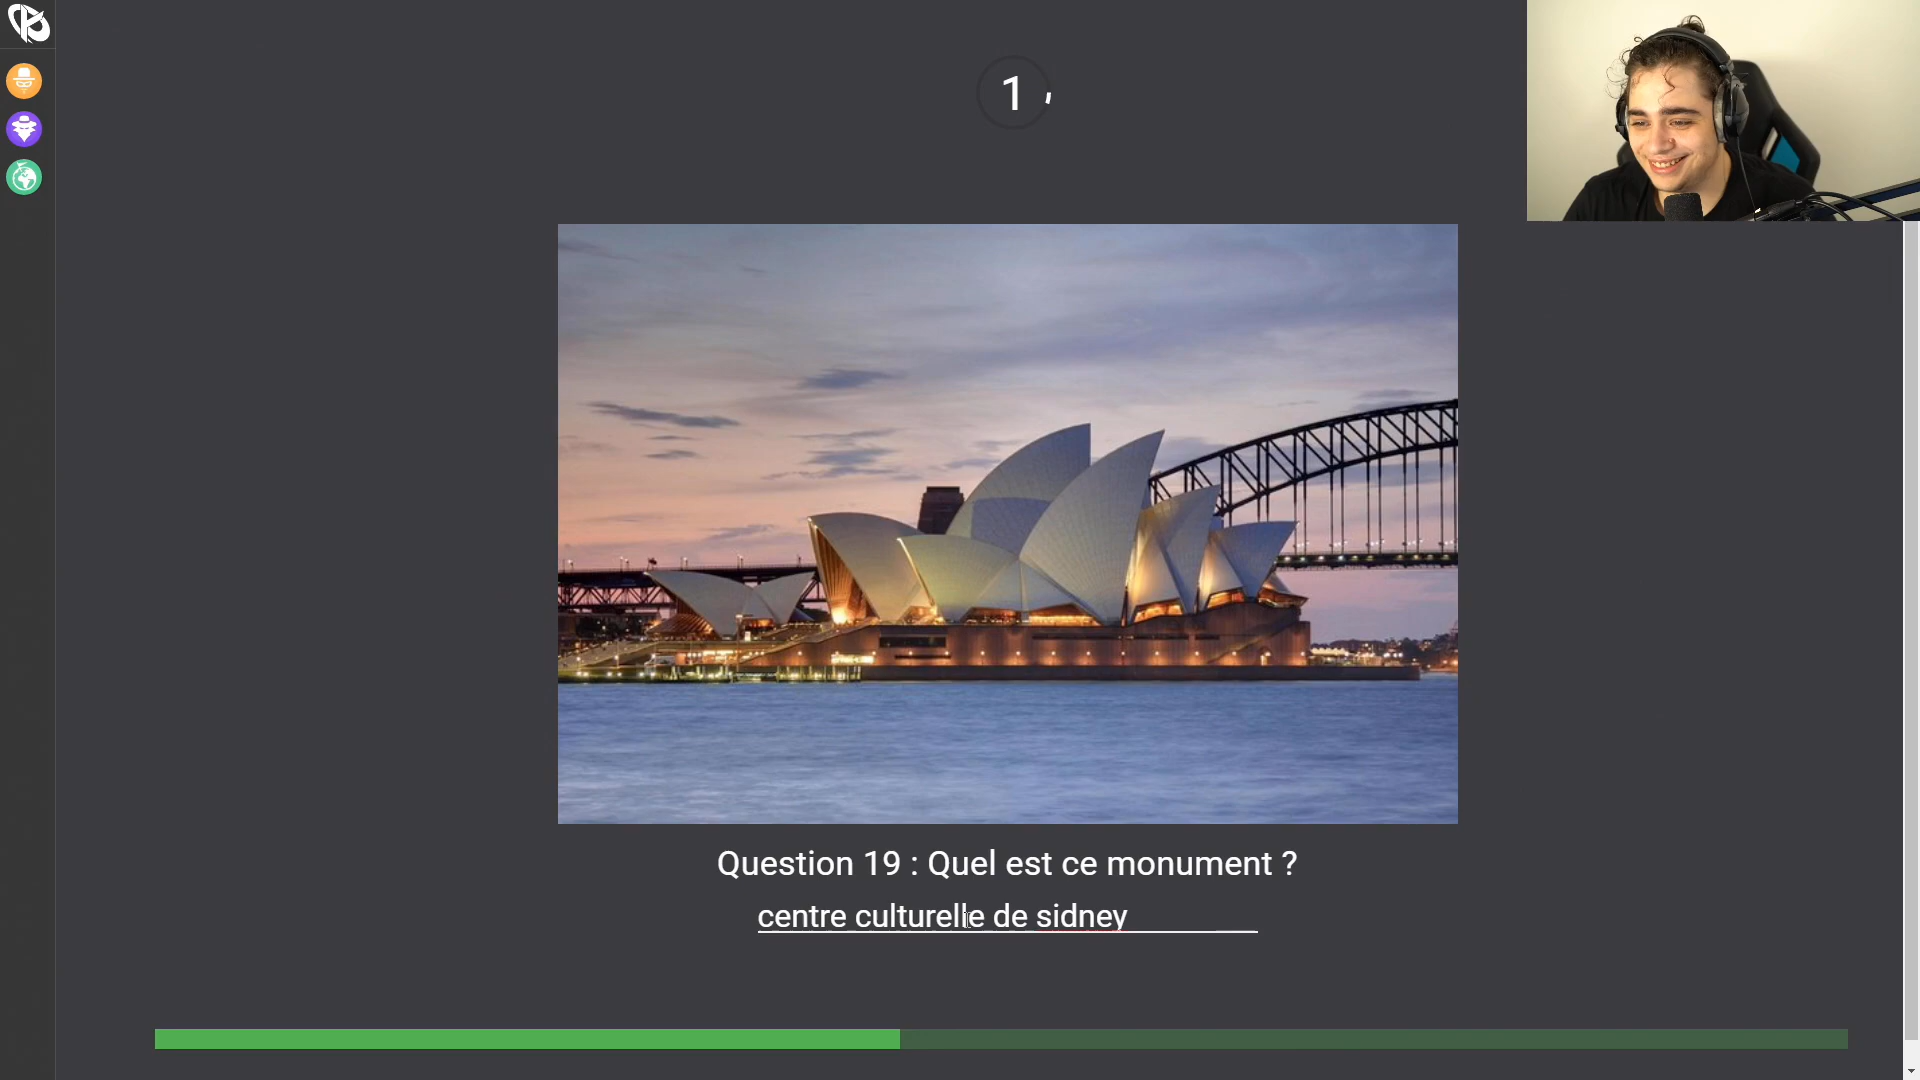 1
Question 19 : Quel est ce monument ?
centre culturelle de sidney